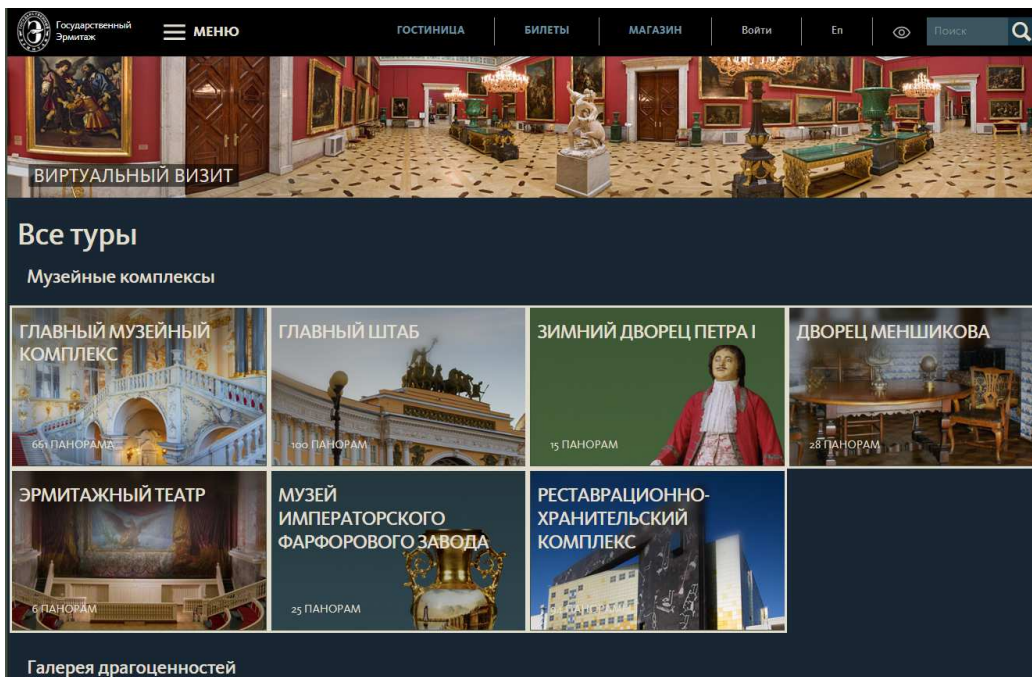 Государственный
Эрмитаж
МЕНЮ
ГОСТИНИЦА
БИЛЕТЫ
МАГАЗИН
Войти
En
Поиск
ВИРТУАЛЬНЫЙ ВИЗИТ
Все туры
Музейные комплексы
ГЛАВНЫЙ МУЗЕЙНЫЙ
КОМПЛЕКС
661 ПАНОРАМА
ГЛАВНЫЙ ШТАБ
100 ПАНОРАМ
ЗИМНИЙ ДВОРЕЦ ПЕТРА I
15 ПАНОРАМ
ДВОРЕЦ МЕНШИКОВА
28 ПАНОРАМ
ЭРМИТАЖНЫЙ ТЕАТР
6 ПАНОРАМ
МУЗЕЙ
ИМПЕРАТОРСКОГО
ФАРФОРОВОГО ЗАВОДА
25 ПАНОРАМ
РЕСТАВРАЦИОННО-
ХРАНИТЕЛЬСКИЙ
КОМПЛЕКС
Галерея драгоценностей